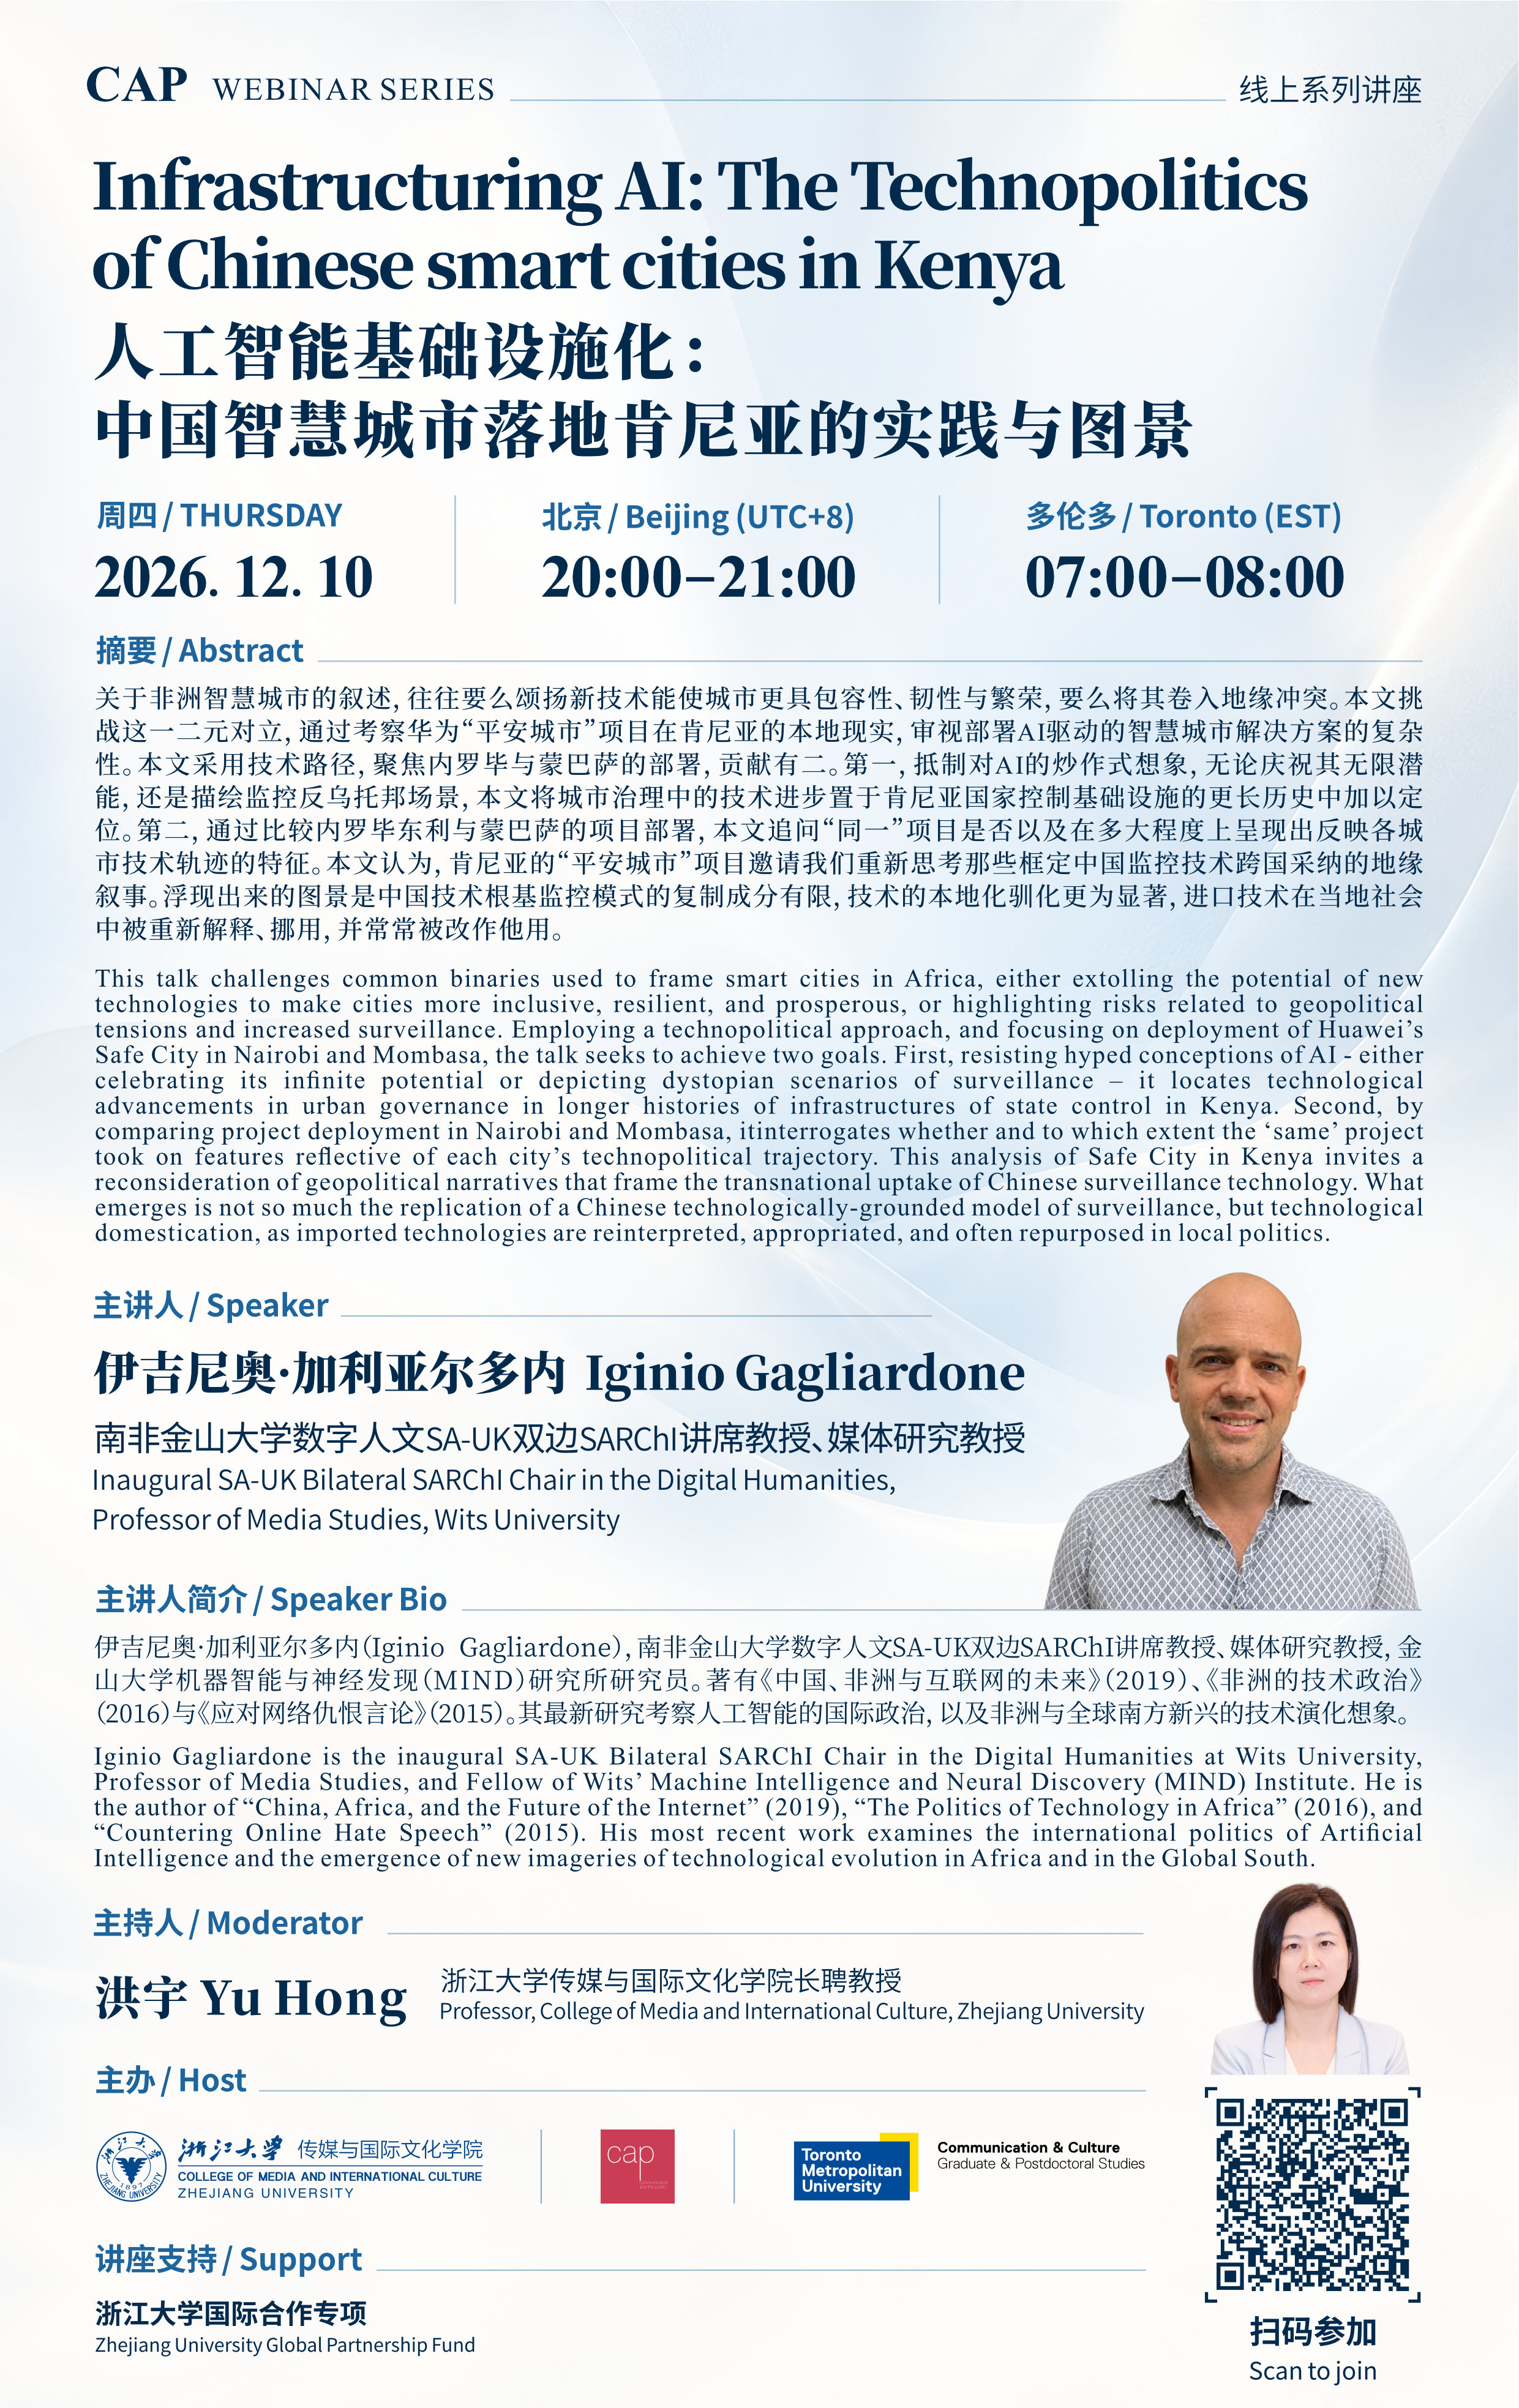 CAP WEBINAR SERIES 线上系列讲座
Infrastructuring AI: The Technopolitics
of Chinese smart cities in Kenya
人工智能基础设施化：
中国智慧城市落地肯尼亚的实践与图景
周四 / THURSDAY
2026. 12. 10
北京 / Beijing (UTC+8)
20:00–21:00
多伦多 / Toronto (EST)
07:00–08:00
摘要 / Abstract
关于非洲智慧城市的叙述，往往要么颂扬新技术能使城市更具包容性、韧性与繁荣，要么将其卷入地缘冲突。本文挑
战这一二元对立，通过考察华为“平安城市”项目在肯尼亚的本地现实，审视部署AI驱动的智慧城市解决方案的复杂
性。本文采用技术路径，聚焦内罗毕与蒙巴萨的部署，贡献有二。第一，抵制对AI的炒作式想象，无论庆祝其无限潜
能，还是描绘监控反乌托邦场景，本文将城市治理中的技术进步置于肯尼亚国家控制基础设施的更长历史中加以定
位。第二，通过比较内罗毕东利与蒙巴萨的项目部署，本文追问“同一”项目是否以及在多大程度上呈现出反映各城
市技术轨迹的特征。本文认为，肯尼亚的“平安城市”项目邀请我们重新思考那些框定中国监控技术跨国采纳的地缘
叙事。浮现出来的图景是中国技术根基监控模式的复制成分有限，技术的本地化驯化更为显著，进口技术在当地社会
中被重新解释、挪用，并常常被改作他用。
This talk challenges common binaries used to frame smart cities in Africa, either extolling the potential of new
technologies to make cities more inclusive, resilient, and prosperous, or highlighting risks related to geopolitical
tensions and increased surveillance. Employing a technopolitical approach, and focusing on deployment of Huawei’s
Safe City in Nairobi and Mombasa, the talk seeks to achieve two goals. First, resisting hyped conceptions of AI - either
celebrating its infinite potential or depicting dystopian scenarios of surveillance – it locates technological
advancements in urban governance in longer histories of infrastructures of state control in Kenya. Second, by
comparing project deployment in Nairobi and Mombasa, itinterrogates whether and to which extent the ‘same’ project
took on features reflective of each city’s technopolitical trajectory. This analysis of Safe City in Kenya invites a
reconsideration of geopolitical narratives that frame the transnational uptake of Chinese surveillance technology. What
emerges is not so much the replication of a Chinese technologically-grounded model of surveillance, but technological
domestication, as imported technologies are reinterpreted, appropriated, and often repurposed in local politics.
主讲人 / Speaker
伊吉尼奥·加利亚尔多内 Iginio Gagliardone
南非金山大学数字人文SA-UK双边SARChI讲席教授、媒体研究教授
Inaugural SA-UK Bilateral SARChI Chair in the Digital Humanities,
Professor of Media Studies, Wits University
主讲人简介 / Speaker Bio
伊吉尼奥·加利亚尔多内（Iginio Gagliardone），南非金山大学数字人文SA-UK双边SARChI讲席教授、媒体研究教授，金
山大学机器智能与神经发现（MIND）研究所研究员。著有《中国、非洲与互联网的未来》（2019）、《非洲的技术政治》
（2016）与《应对网络仇恨言论》（2015）。其最新研究考察人工智能的国际政治，以及非洲与全球南方新兴的技术演化想象。
Iginio Gagliardone is the inaugural SA-UK Bilateral SARChI Chair in the Digital Humanities at Wits University,
Professor of Media Studies, and Fellow of Wits’ Machine Intelligence and Neural Discovery (MIND) Institute. He is
the author of “China, Africa, and the Future of the Internet” (2019), “The Politics of Technology in Africa” (2016), and
“Countering Online Hate Speech” (2015). His most recent work examines the international politics of Artificial
Intelligence and the emergence of new imageries of technological evolution in Africa and in the Global South.
主持人 / Moderator
洪宇 Yu Hong
浙江大学传媒与国际文化学院长聘教授
Professor, College of Media and International Culture, Zhejiang University
主办 / Host
浙江大学 传媒与国际文化学院
COLLEGE OF MEDIA AND INTERNATIONAL CULTURE
ZHEJIANG UNIVERSITY
浙江大学
1897
ZHEJIANG UNIVERSITY
cap
Toronto
Metropolitan
University
Communication & Culture
Graduate & Postdoctoral Studies
讲座支持 / Support
浙江大学国际合作专项
Zhejiang University Global Partnership Fund
扫码参加
Scan to join